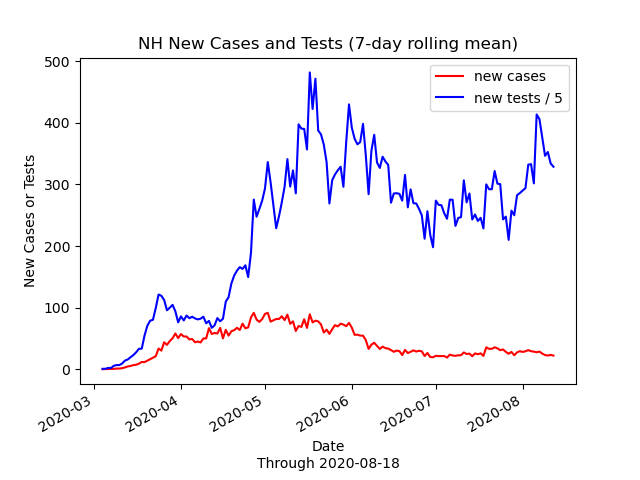 NH New Cases and Tests (7-day rolling mean)
new cases
new tests / 5
500
400
300
200
100
0
New Cases or Tests
2020-03
2020-04
2020-05
2020-06
2020-07
2020-08
Date
Through 2020-08-18